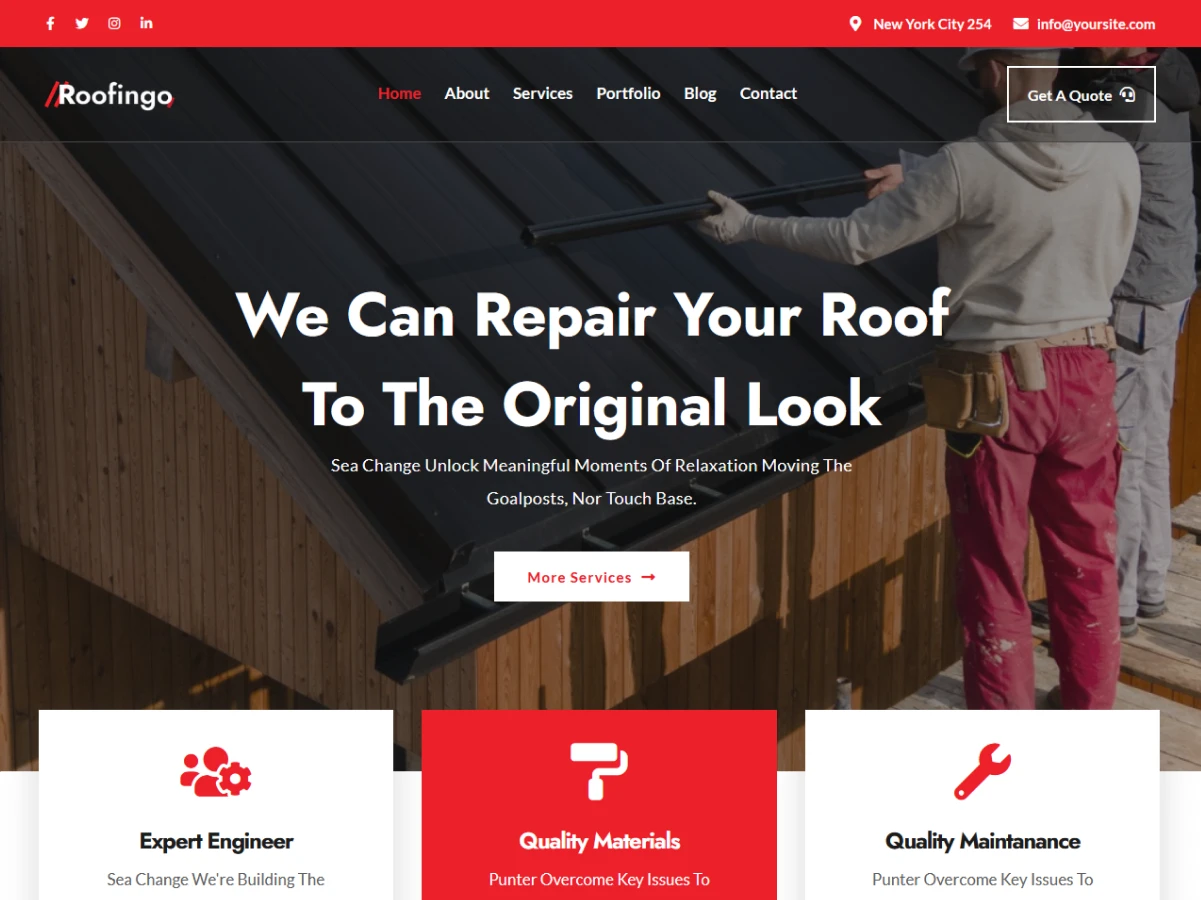 New York City 254 info@yoursite.com
Roofingo Home About Services Portfolio Blog Contact Get A Quote
We Can Repair Your Roof
To The Original Look
Sea Change Unlock Meaningful Moments Of Relaxation Moving The
Goalposts, Nor Touch Base.
More Services
Expert Engineer
Sea Change We're Building The
Quality Materials
Punter Overcome Key Issues To
Quality Maintanance
Punter Overcome Key Issues To